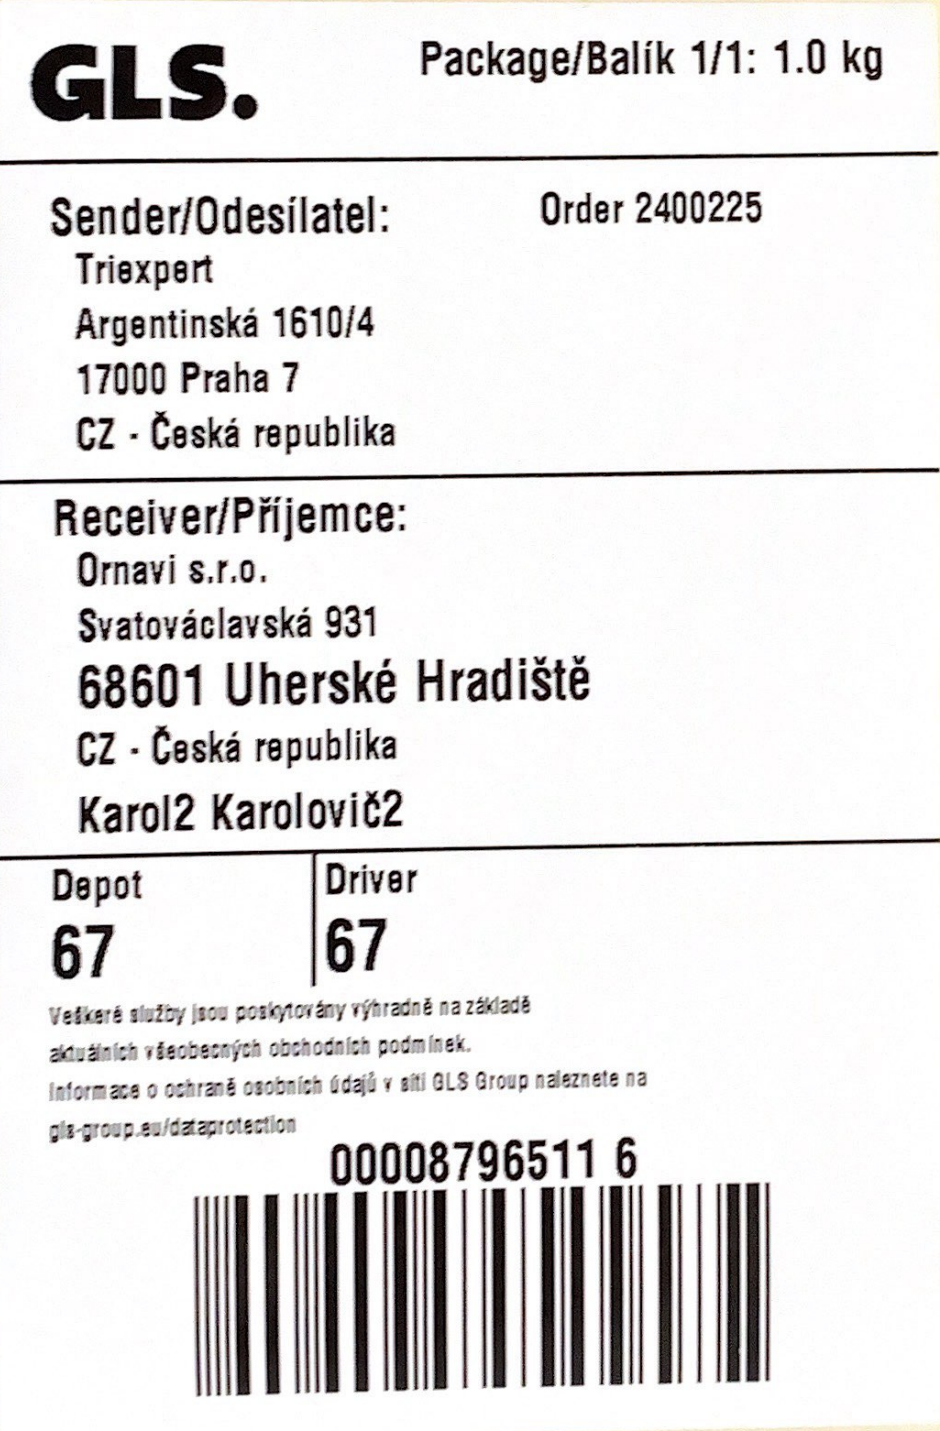 GLS.
Package/Balík 1/1: 1.0 kg
Sender/Odesílatel:
Order 2400225
Triexpert
Argentinská 1610/4
17000 Praha 7
CZ - Česká republika
Receiver/Příjemce:
Ornavi s.r.o.
Svatováclavská 931
68601 Uherské Hradiště
CZ - Česká republika
Karol2 Karolovič2
Depot
Driver
67
67
Veškeré služby jsou poskytovány výhradně na základě
aktuálních všeobecných obchodních podmínek.
Informace o ochraně osobních údajů v síti GLS Group naleznete na
gls-group.eu/dataprotection
00008796511 6